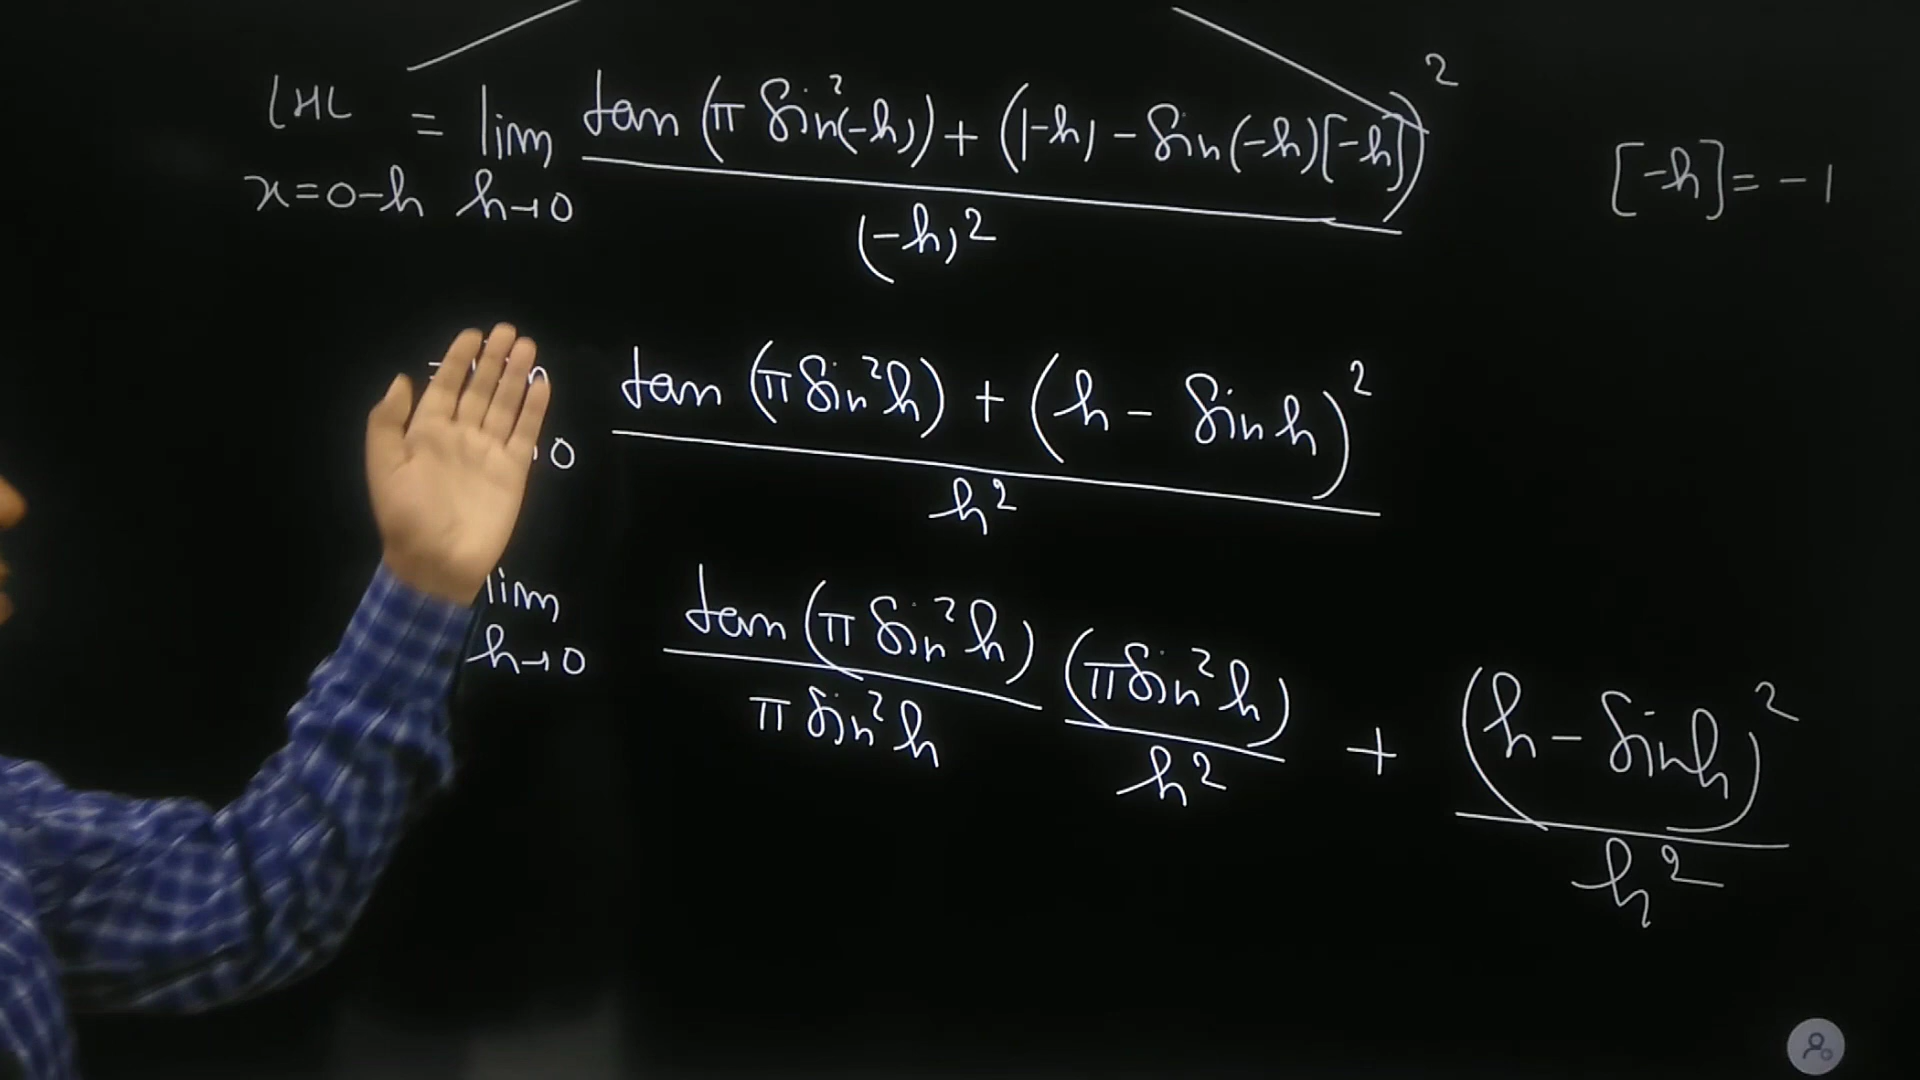 LHL = lim tan(π sin²(-h)) + (|-h| - sin(-h)[-h])²
x=0-h h→0 (-h)² [-h] = -1
tan(π sin²h) + (h - sin h)²
0 h²
lim tan(π sin²h) (π sin²h) + (h - sin h)²
h→0 π sin²h h² h²